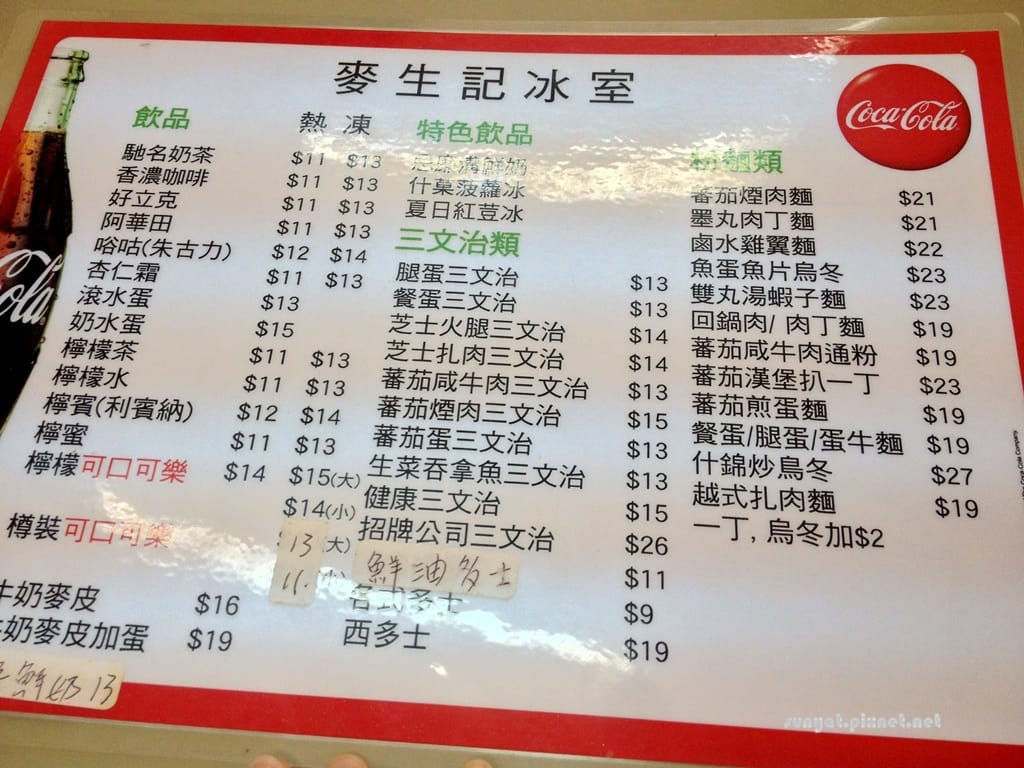 麥生記冰室
Coca-Cola
飲品 熱 凍
馳名奶茶 $11 $13
香濃咖啡 $11 $13
好立克 $11 $13
阿華田 $11 $13
唂咕(朱古力) $12 $14
杏仁霜 $11 $13
滾水蛋 $13
奶水蛋 $15
檸檬茶 $11 $13
檸檬水 $11 $13
檸賓(利賓納) $12 $14
檸蜜 $11 $13
檸檬可口可樂 $14 $15(大)
$14(小)
樽裝可口可樂 13 (大)
11.
牛奶麥皮 $16
牛奶麥皮加蛋 $19
鮮奶 13
特色飲品
鮮奶
什菓菠蘿冰
夏日紅荳冰
三文治類
腿蛋三文治 $13
餐蛋三文治 $13
芝士火腿三文治 $14
芝士扎肉三文治 $14
蕃茄咸牛肉三文治 $14
蕃茄煙肉三文治 $15
蕃茄蛋三文治 $13
生菜吞拿魚三文治 $13
健康三文治 $15
招牌公司三文治 $26
鮮油多士 $11
各式多士 $9
西多士 $19
粉麵類
蕃茄煙肉麵 $21
墨丸肉丁麵 $21
鹵水雞翼麵 $22
魚蛋魚片烏冬 $23
雙丸湯蝦子麵 $23
回鍋肉/ 肉丁麵 $19
蕃茄咸牛肉通粉 $19
蕃茄漢堡扒一丁 $23
蕃茄煎蛋麵 $19
餐蛋/腿蛋/蛋牛麵 $19
什錦炒烏冬 $27
越式扎肉麵 $19
一丁, 烏冬加$2
sunyat.pixnet.net